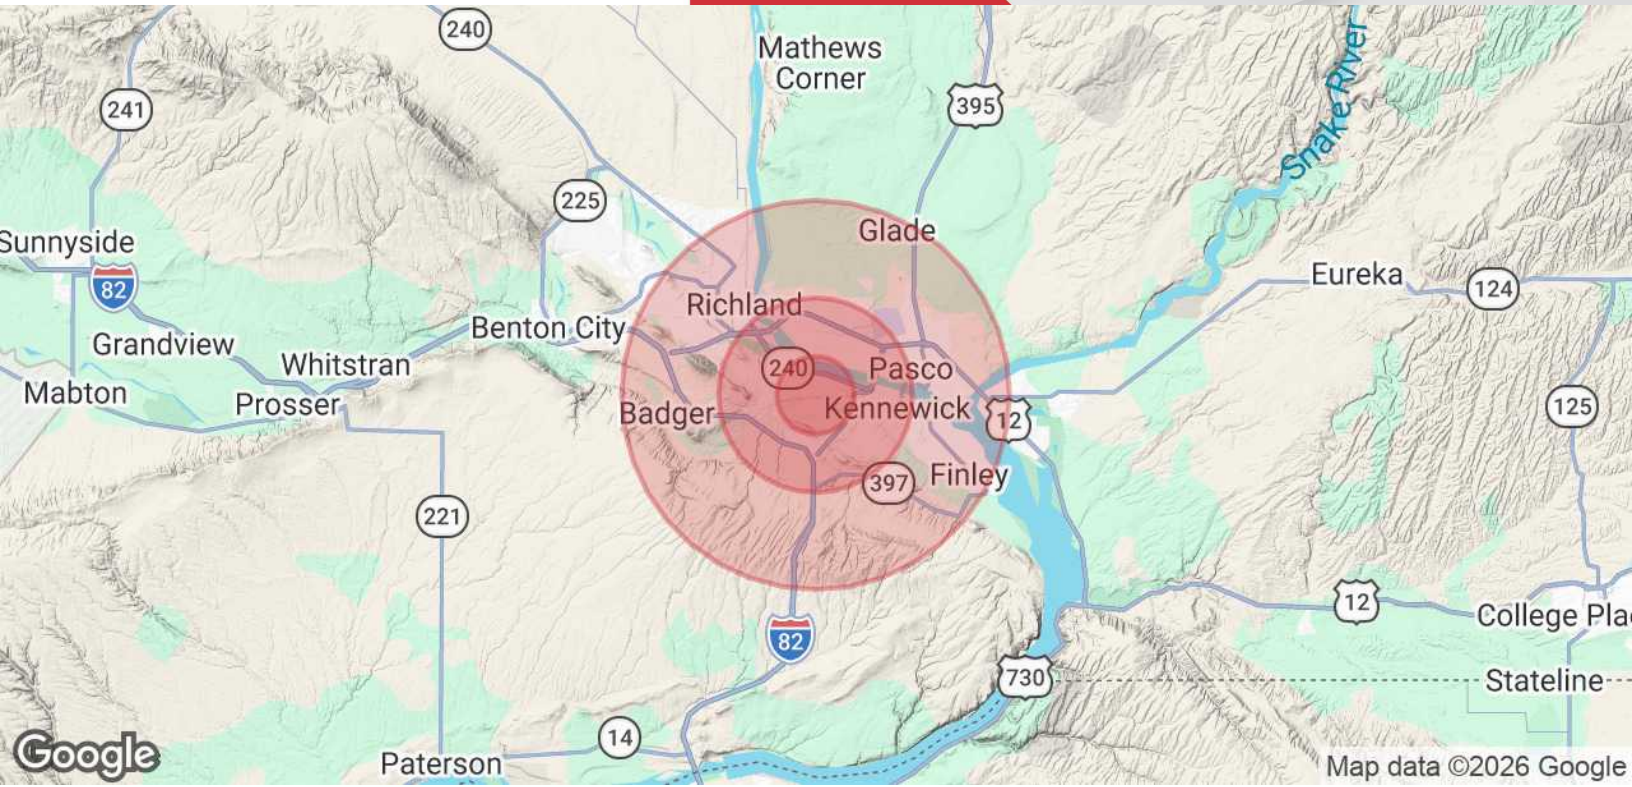 240
Mathews
Corner
395
241
Snake River
225
Sunnyside
Glade
82
Eureka
124
Richland
Benton City
Grandview
Whitstran
240
Pasco
Mabton
Prosser
Badger
Kennewick
12
125
397
Finley
221
12
College Plac
82
730
Stateline
14
Google
Paterson
Map data ©2026 Google